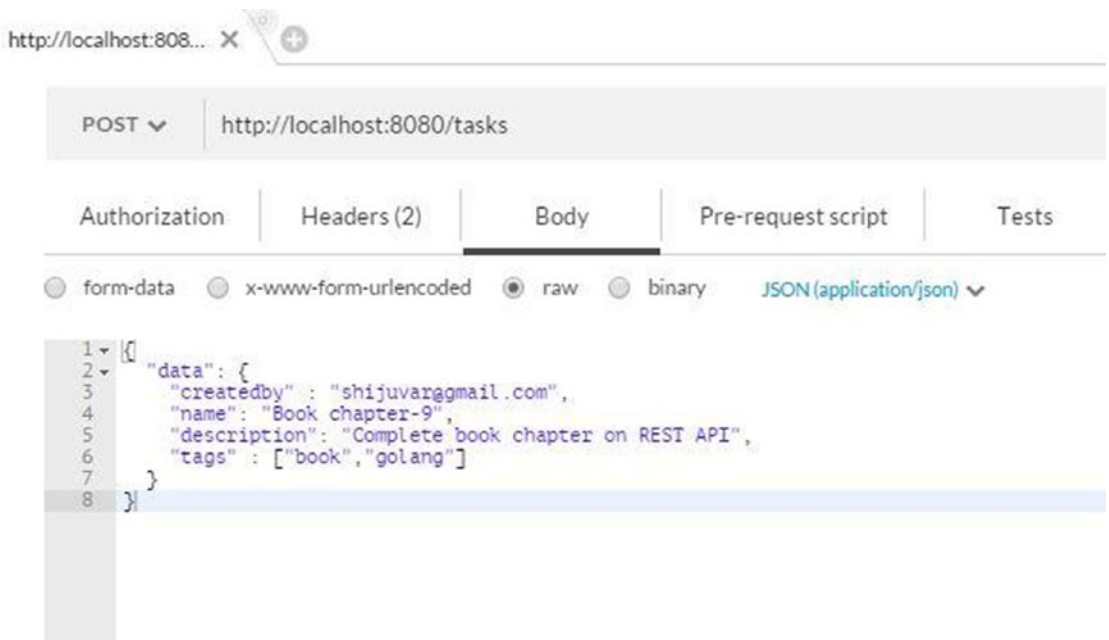 http://localhost:808...
POST http://localhost:8080/tasks
Authorization Headers (2) Body Pre-request script Tests
form-data x-www-form-urlencoded raw binary JSON (application/json)
1 {
2 "data": {
3 "createdby" : "shijuvar@gmail.com",
4 "name": "Book chapter-9",
5 "description": "Complete book chapter on REST API",
6 "tags" : ["book","golang"]
7 }
8 }